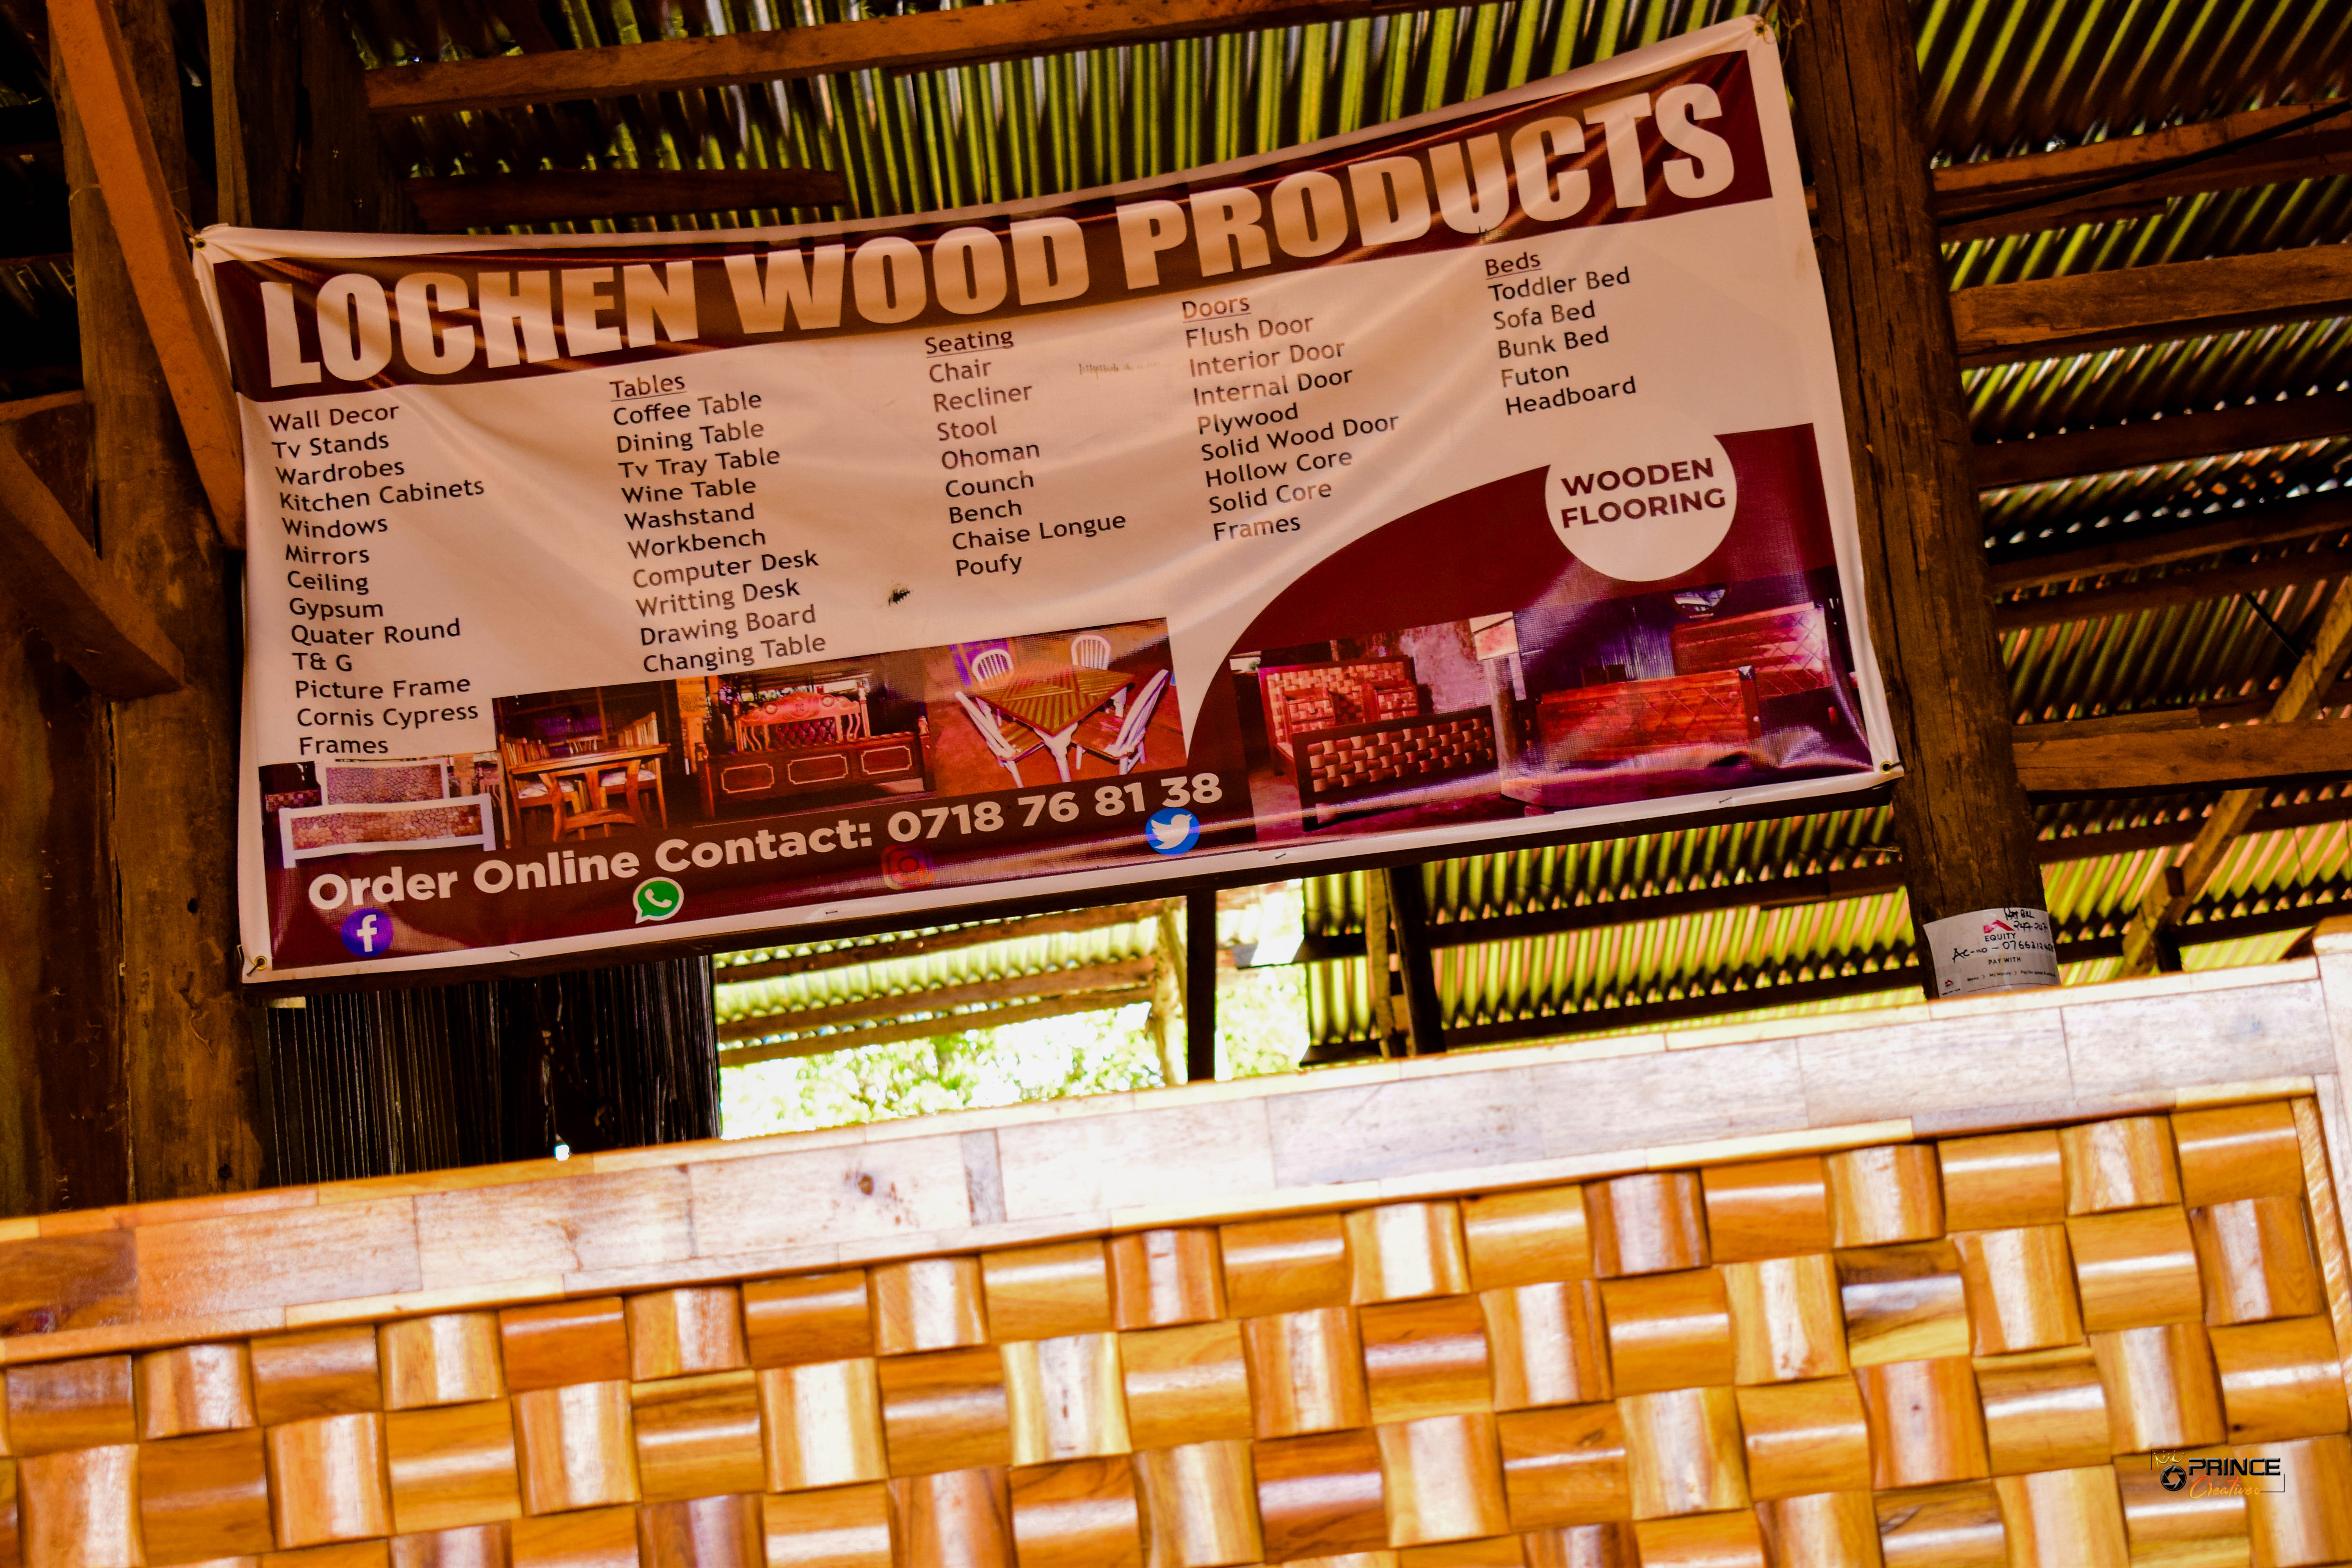 LOCHEN WOOD PRODUCTS
Wall Decor
Tv Stands
Wardrobes
Kitchen Cabinets
Windows
Mirrors
Ceiling
Gypsum
Quater Round
T& G
Picture Frame
Cornis Cypress
Frames
Tables
Coffee Table
Dining Table
Tv Tray Table
Wine Table
Washstand
Workbench
Computer Desk
Writting Desk
Drawing Board
Changing Table
Seating
Chair
Recliner
Stool
Ohoman
Counch
Bench
Chaise Longue
Poufy
Doors
Flush Door
Interior Door
Internal Door
Plywood
Solid Wood Door
Hollow Core
Solid Core
Frames
Beds
Toddler Bed
Sofa Bed
Bunk Bed
Futon
Headboard
WOODEN
FLOORING
Order Online Contact: 0718 76 81 38
EQUITY
PAY WITH
PRINCE
Creatives